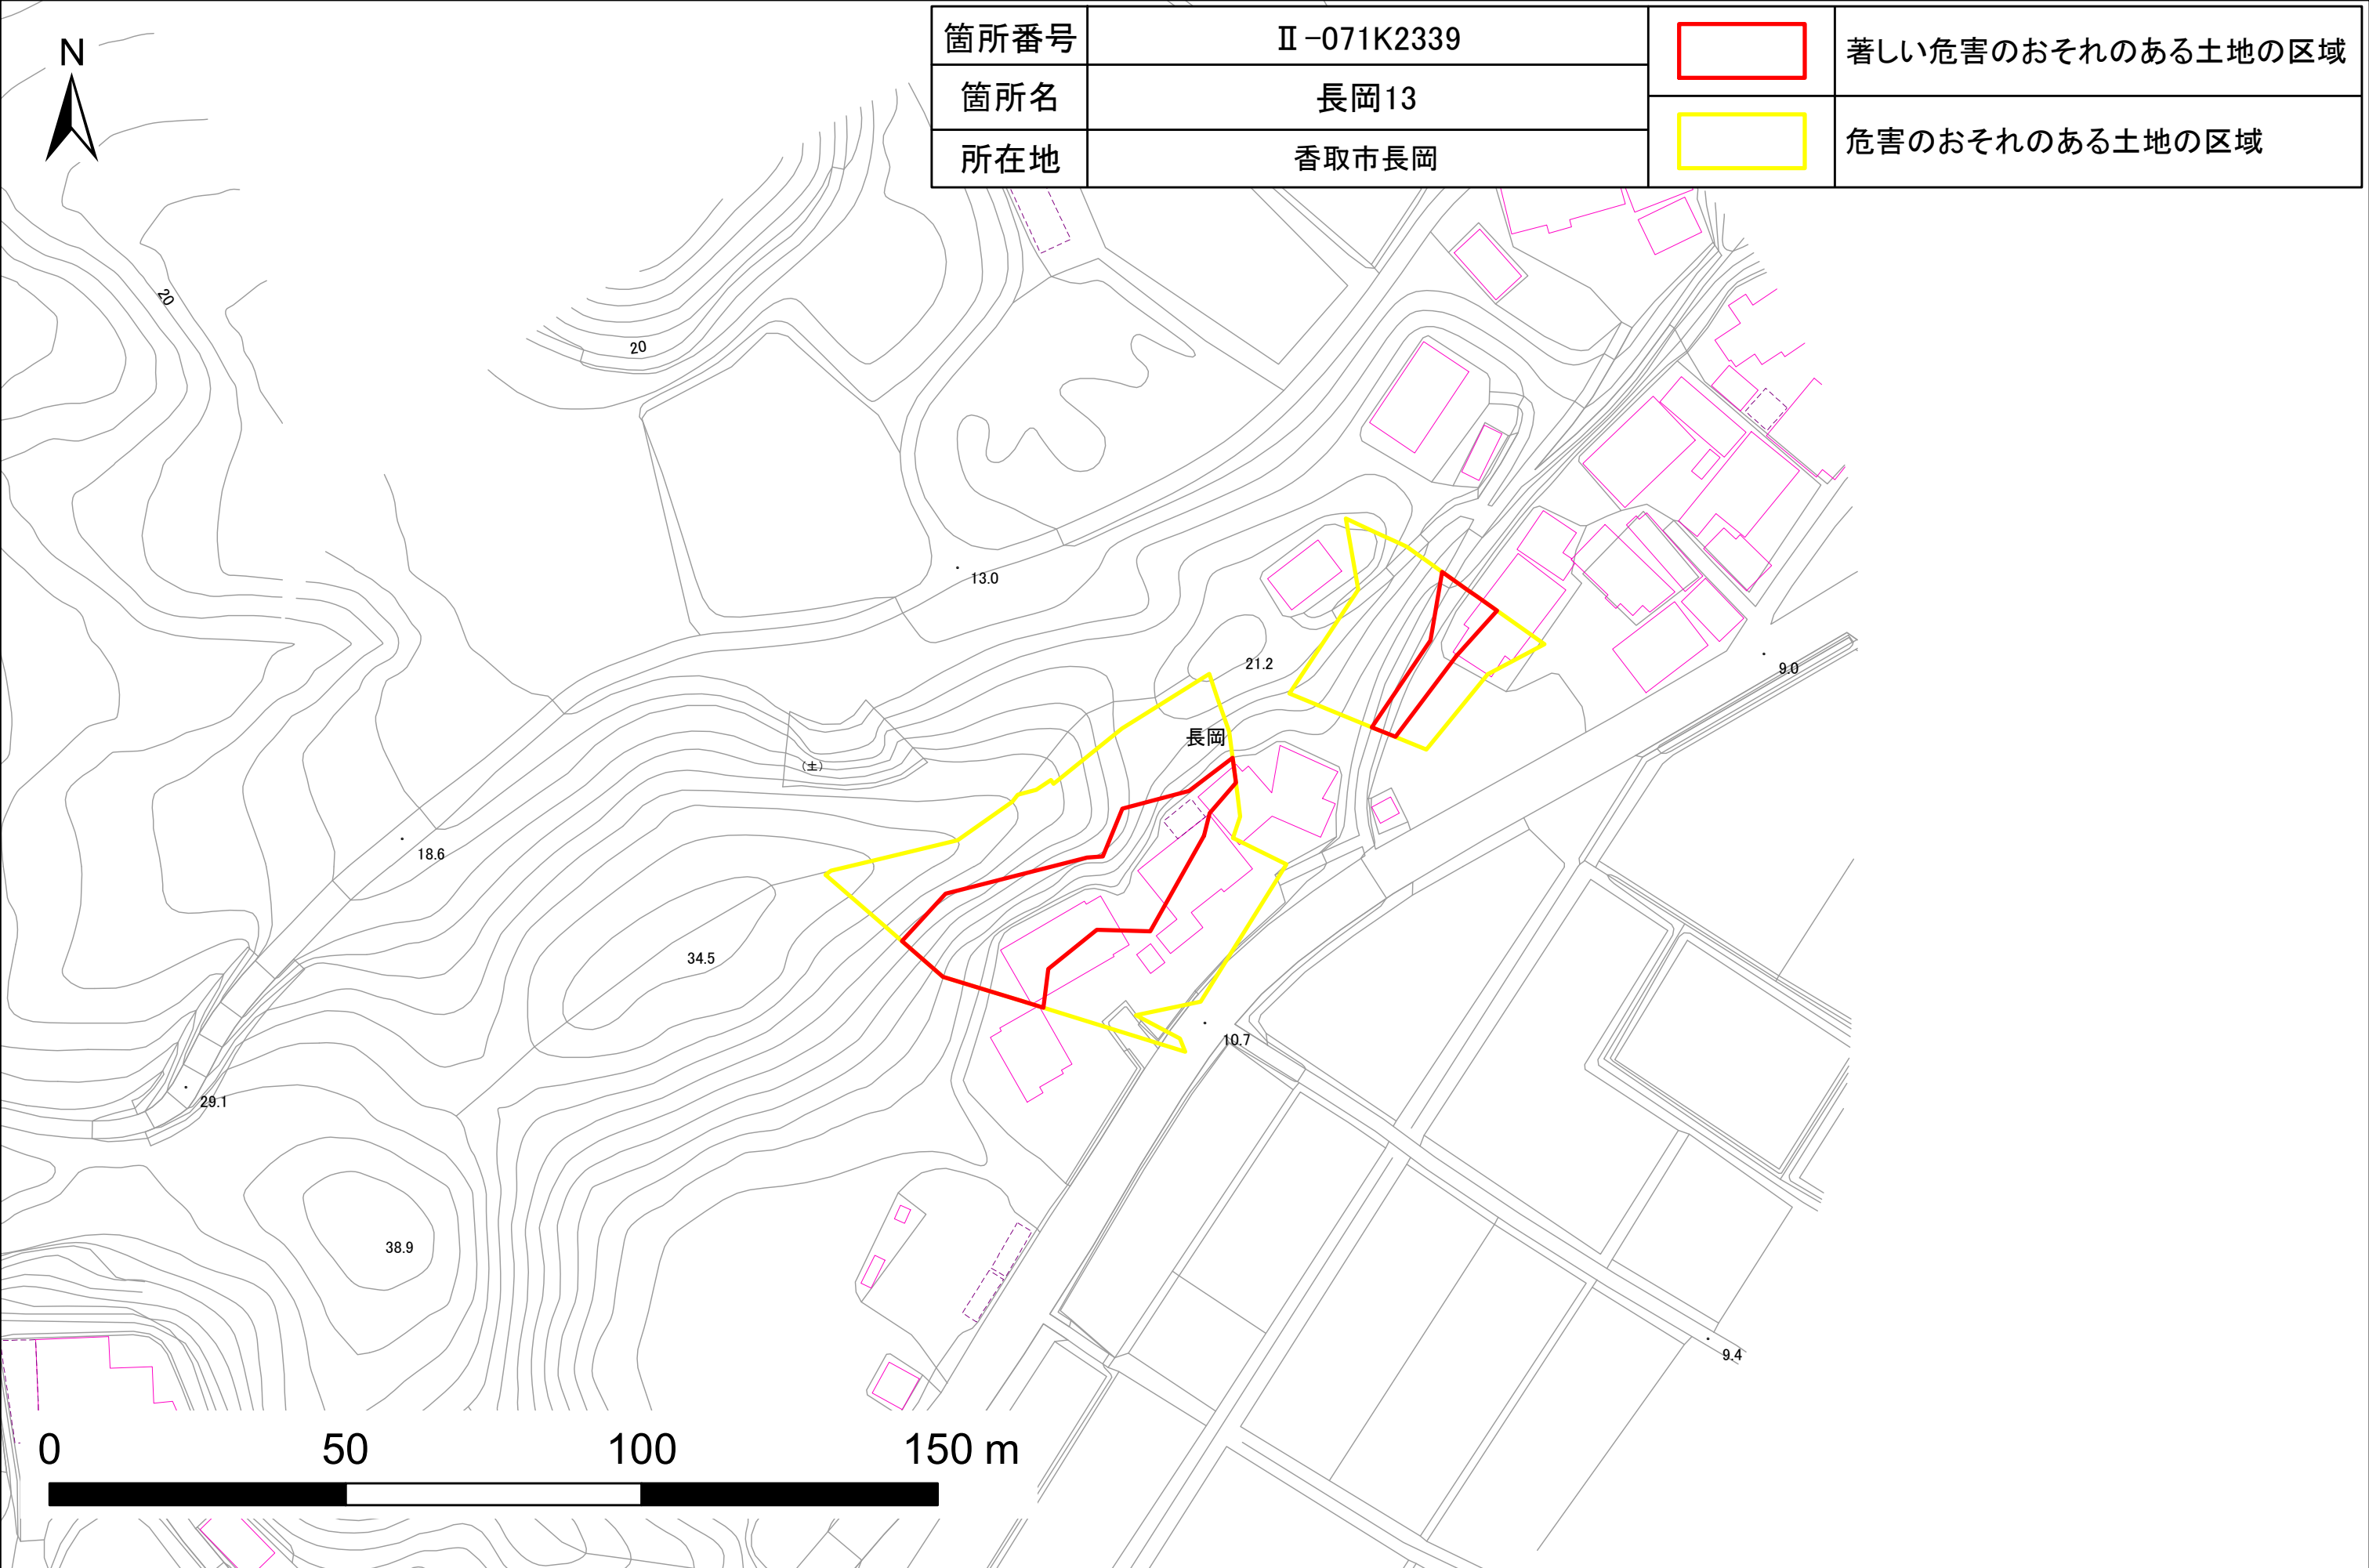 箇所番号 Ⅱ-071K2339
箇所名 長岡13
所在地 香取市長岡
著しい危害のおそれのある土地の区域
危害のおそれのある土地の区域
N
20
20
13.0
21.2
9.0
長岡
(土)
18.6
34.5
10.7
29.1
38.9
9.4
0 50 100 150 m